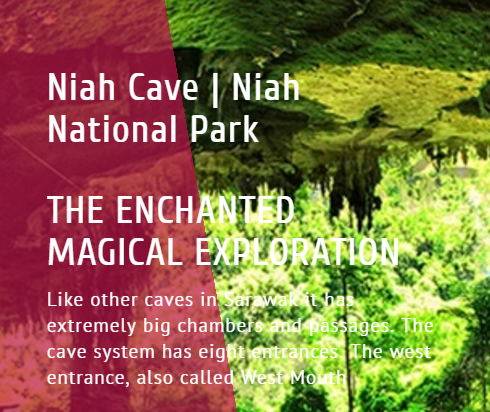 Niah Cave | Niah
National Park
THE ENCHANTED
MAGICAL EXPLORATION
Like other caves in Sarawak it has
extremely big chambers and passages. The
cave system has eight entrances. The west
entrance, also called West Mouth